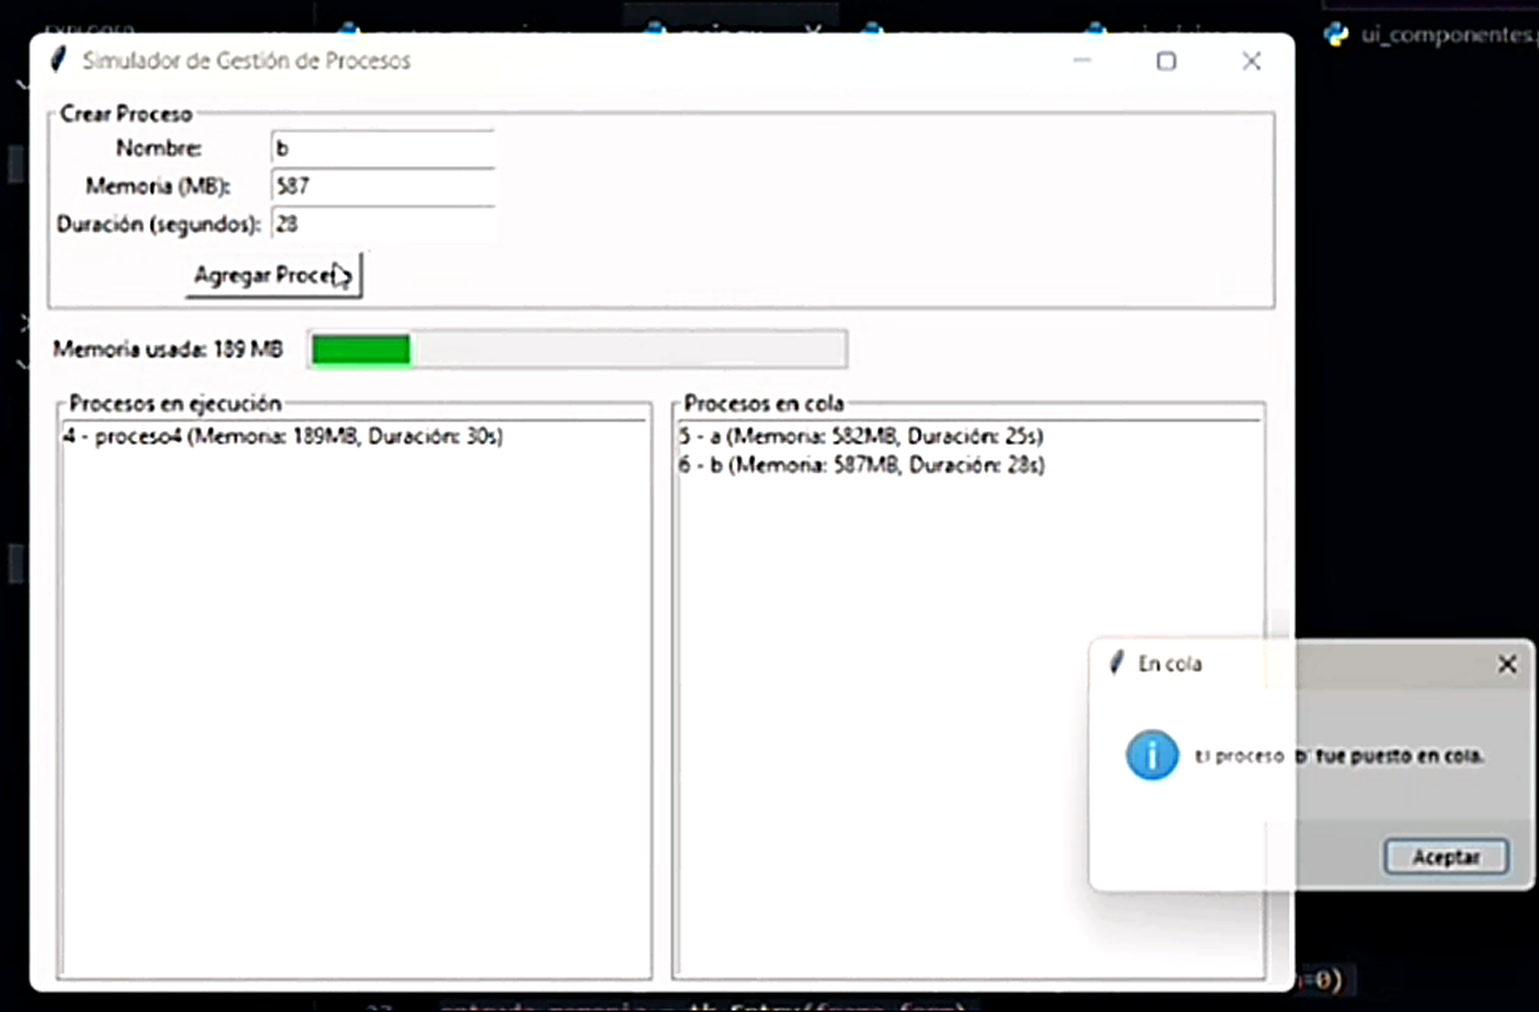 EXPLORER
ui_componentes.
Simulador de Gestión de Procesos
Crear Proceso
Nombre:
b
Memoria (MB):
587
Duración (segundos):
28
Agregar Proce
Memoria usada: 189 MB
Procesos en ejecución
4 - proceso4 (Memoria: 189MB, Duración: 30s)
Procesos en cola
5 - a (Memoria: 582MB, Duración: 25s)
6 - b (Memoria: 587MB, Duración: 28s)
En cola
El proceso 'b' fue puesto en cola.
Aceptar
=0)